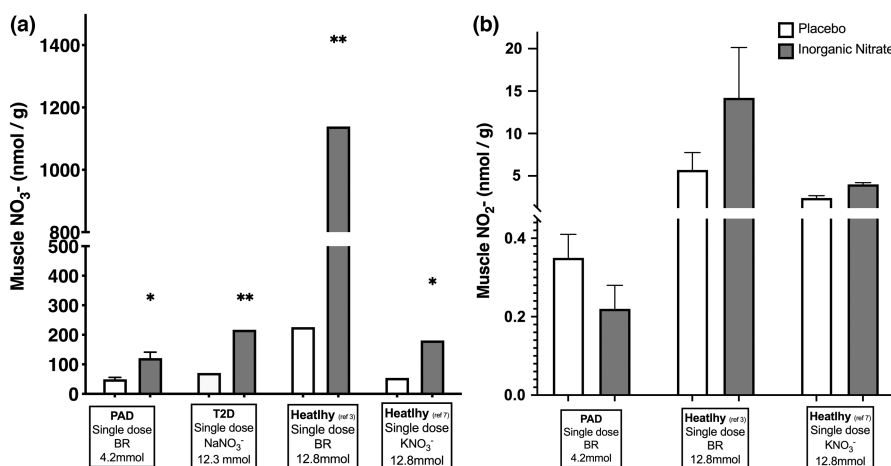 (a)
Muscle NO3- (nmol / g)
1400
1200
1000
800
600
500
400
300
200
100
0
*
**
**
*
PAD
Single dose
BR
4.2mmol
T2D
Single dose
NaNO3-
12.3 mmol
Heatlhy (ref 3)
Single dose
BR
12.8mmol
Heatlhy (ref 7)
Single dose
KNO3-
12.8mmol
(b)
Placebo
Inorganic Nitrate
Muscle NO2- (nmol / g)
20
15
10
5
0.4
0.2
0.0
PAD
Single dose
BR
4.2mmol
Heatlhy (ref 3)
Single dose
BR
12.8mmol
Heatlhy (ref 7)
Single dose
KNO3-
12.8mmol